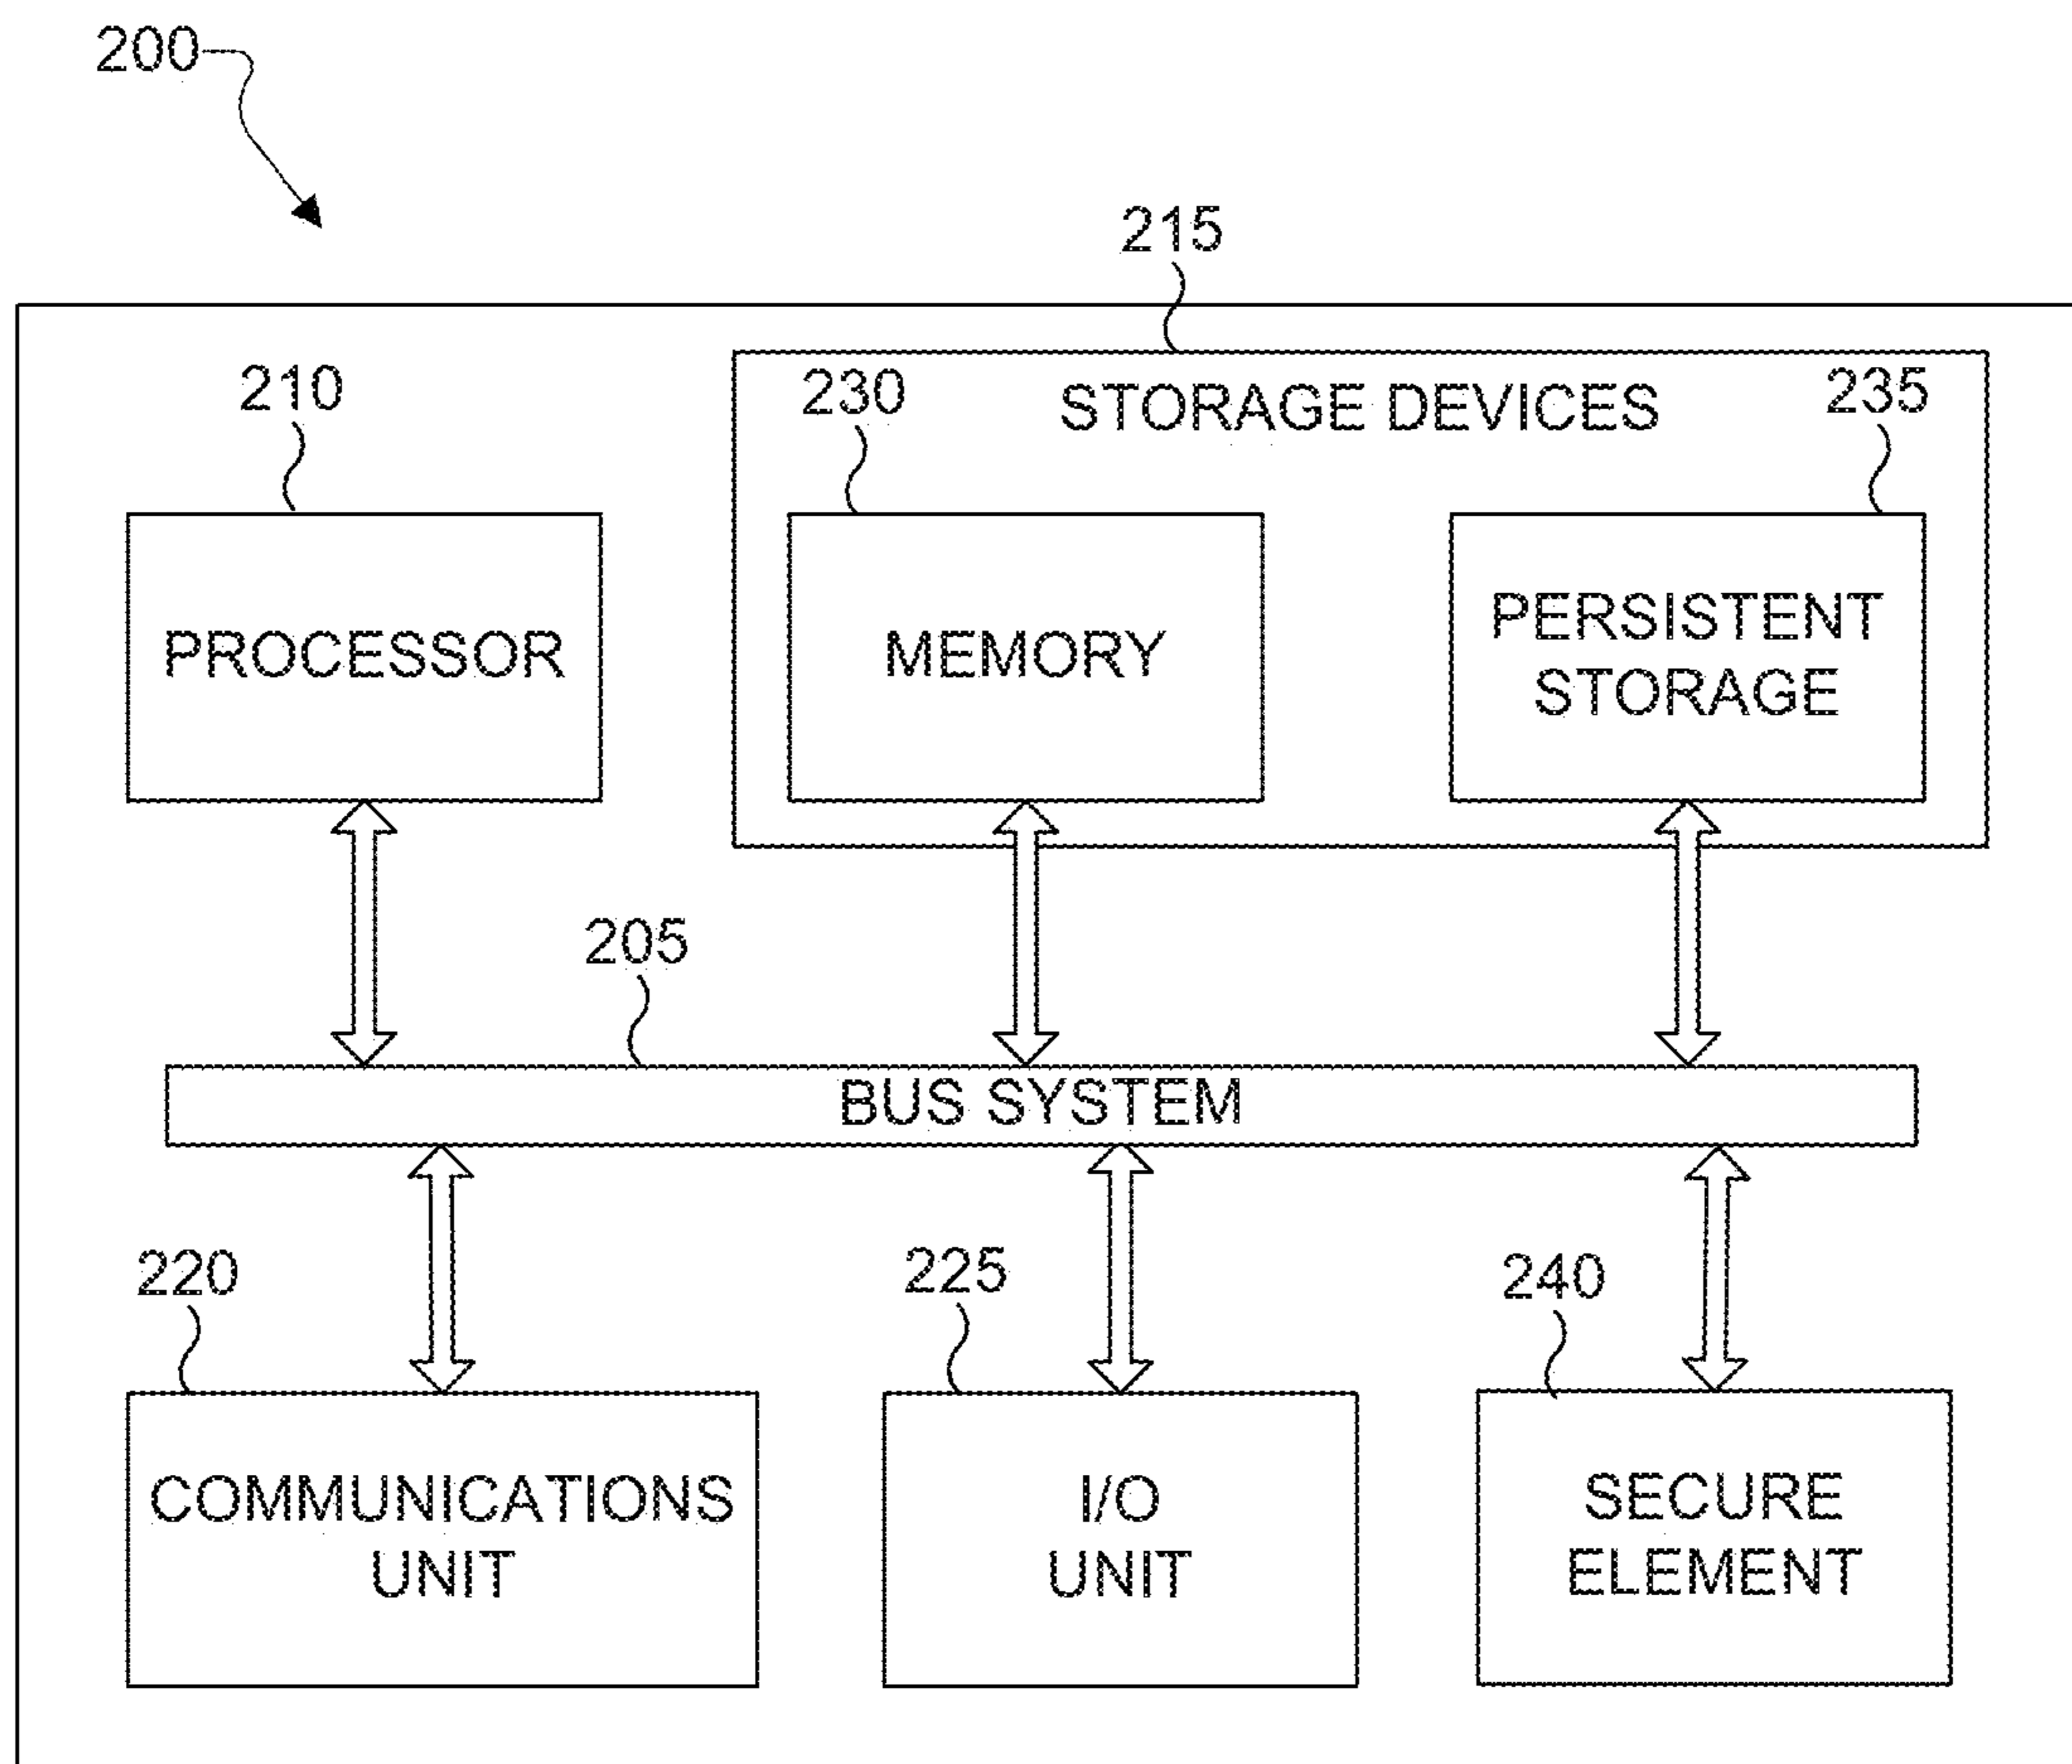 200
215
210
230
STORAGE DEVICES
235
PROCESSOR
MEMORY
PERSISTENT
STORAGE
205
BUS SYSTEM
220
225
240
COMMUNICATIONS
UNIT
I/O
UNIT
SECURE
ELEMENT